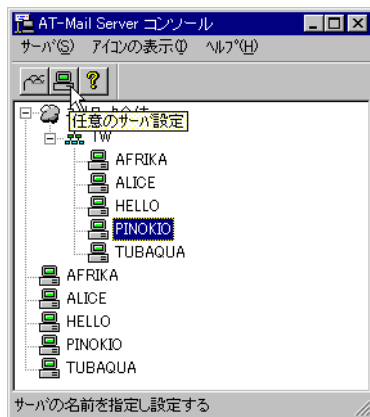 AT-Mail Server コンソール
サーバ(S) アイコンの表示(I) ヘルプ(H)
任意のサーバ設定
TW
AFRIKA
ALICE
HELLO
PINOKIO
TUBAQUA
AFRIKA
ALICE
HELLO
PINOKIO
TUBAQUA
サーバの名前を指定し設定する